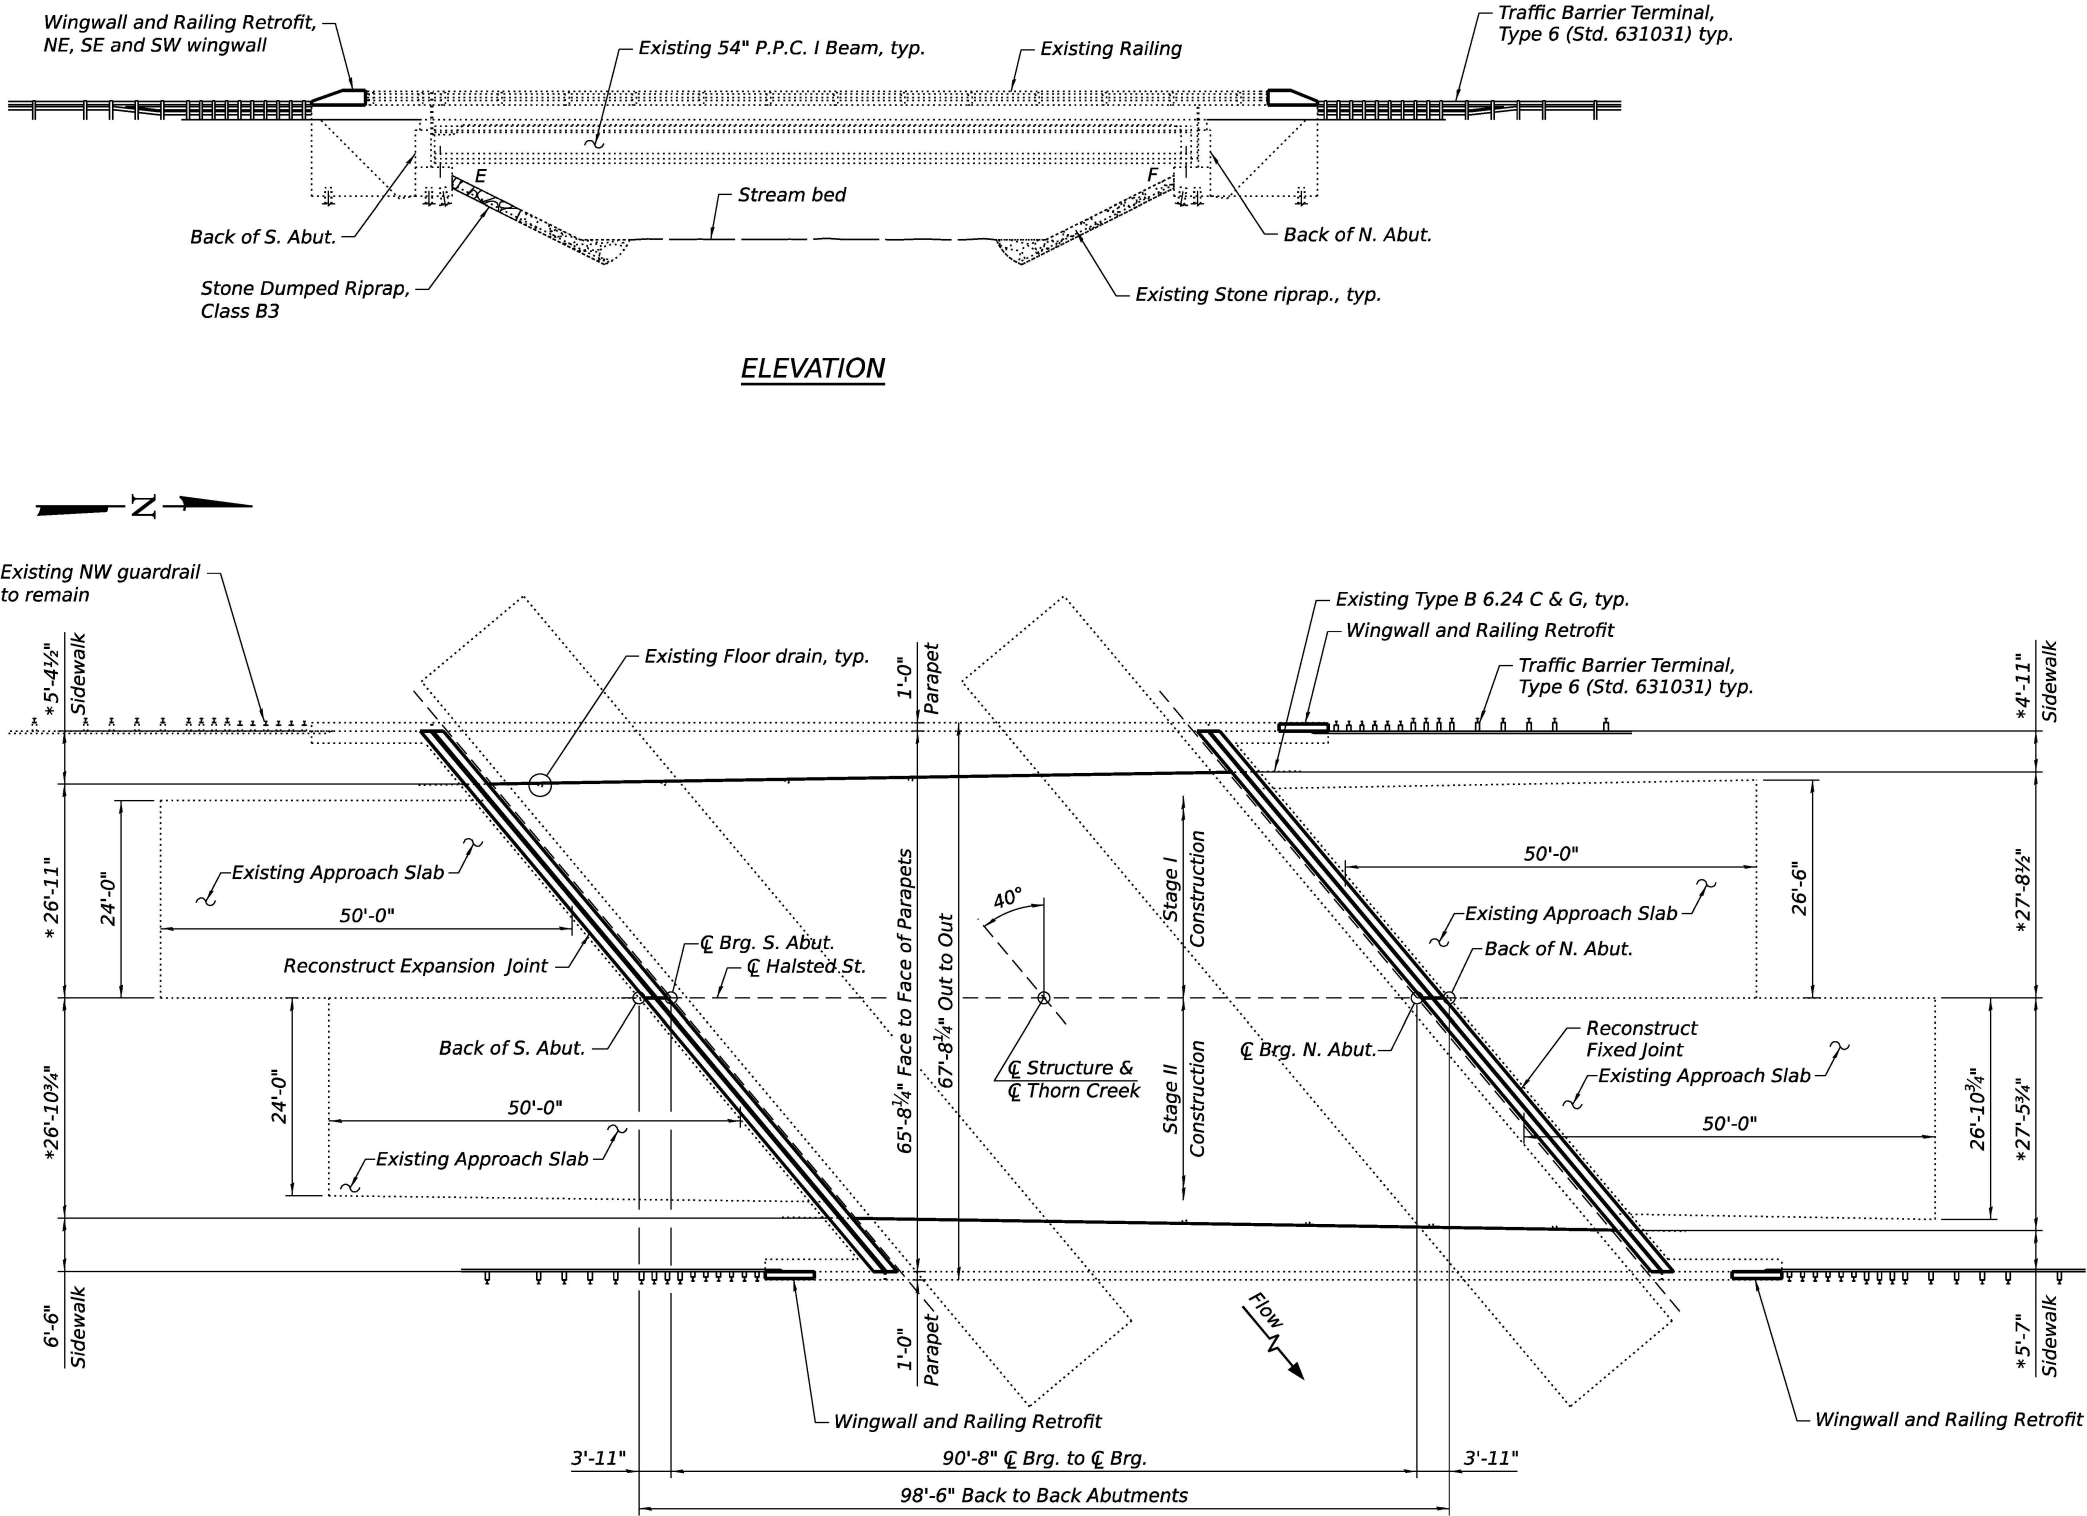 Wingwall and Railing Retrofit,
NE, SE and SW wingwall
Existing 54" P.P.C. I Beam, typ.
Existing Railing
Traffic Barrier Terminal,
Type 6 (Std. 631031) typ.
E
F
Stream bed
Back of S. Abut.
Back of N. Abut.
Stone Dumped Riprap,
Class B3
Existing Stone riprap., typ.
ELEVATION
N
Existing NW guardrail
to remain
Existing Type B 6.24 C & G, typ.
Wingwall and Railing Retrofit
Existing Floor drain, typ.
Traffic Barrier Terminal,
Type 6 (Std. 631031) typ.
*5'-4½"
Sidewalk
1'-0"
Parapet
*4'-11"
Sidewalk
* 26'-11"
24'-0"
Existing Approach Slab
50'-0"
Reconstruct Expansion Joint
℄ Brg. S. Abut.
℄ Halsted St.
65'-8¼" Face to Face of Parapets
67'-8¼" Out to Out
40°
Stage I
Construction
50'-0"
Existing Approach Slab
Back of N. Abut.
26'-6"
*27'-8½"
Back of S. Abut.
℄ Structure &
℄ Thorn Creek
℄ Brg. N. Abut.
Reconstruct
Fixed Joint
Existing Approach Slab
*26'-10¾"
24'-0"
50'-0"
Existing Approach Slab
Stage II
Construction
50'-0"
26'-10¾"
*27'-5¾"
6'-6"
Sidewalk
1'-0"
Parapet
Flow
*5'-7"
Sidewalk
Wingwall and Railing Retrofit
Wingwall and Railing Retrofit
3'-11"
90'-8" ℄ Brg. to ℄ Brg.
3'-11"
98'-6" Back to Back Abutments